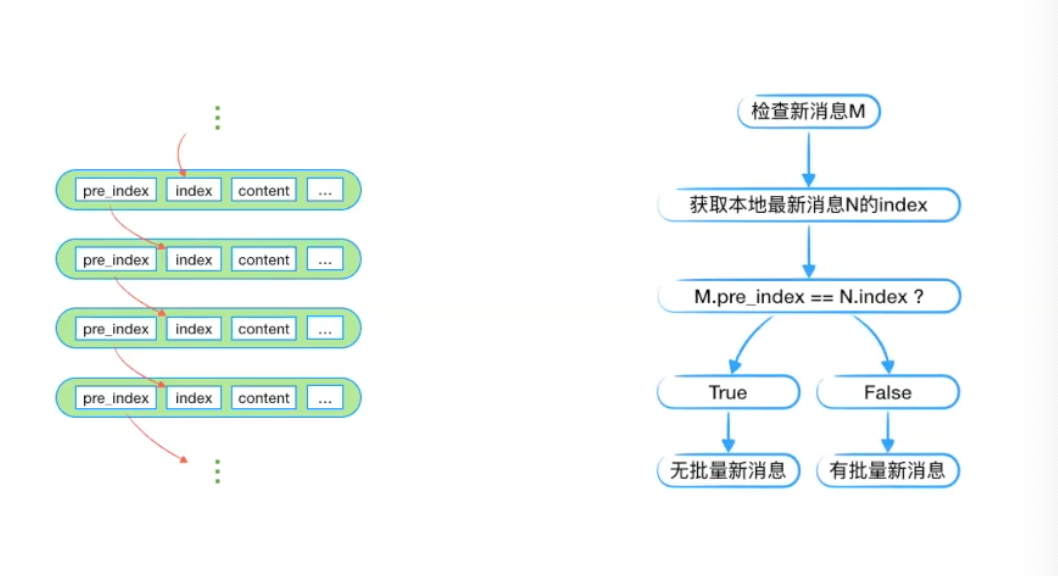 pre_index index content ...
pre_index index content ...
pre_index index content ...
pre_index index content ...
检查新消息M
获取本地最新消息N的index
M.pre_index == N.index ?
True False
无批量新消息 有批量新消息